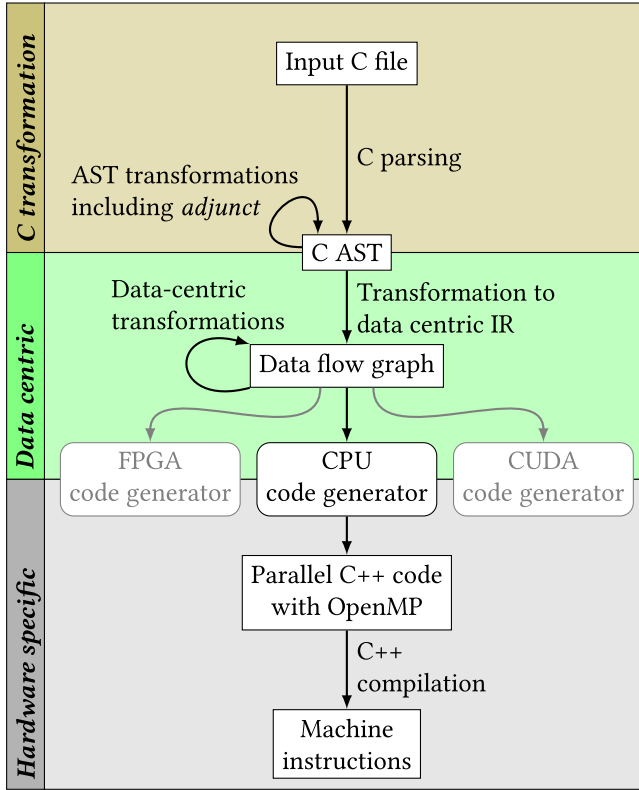 C transformation
Input C file
C parsing
AST transformations
including adjunct
C AST
Data centric
Data-centric
transformations
Transformation to
data centric IR
Data flow graph
FPGA
code generator
CPU
code generator
CUDA
code generator
Hardware specific
Parallel C++ code
with OpenMP
C++
compilation
Machine
instructions